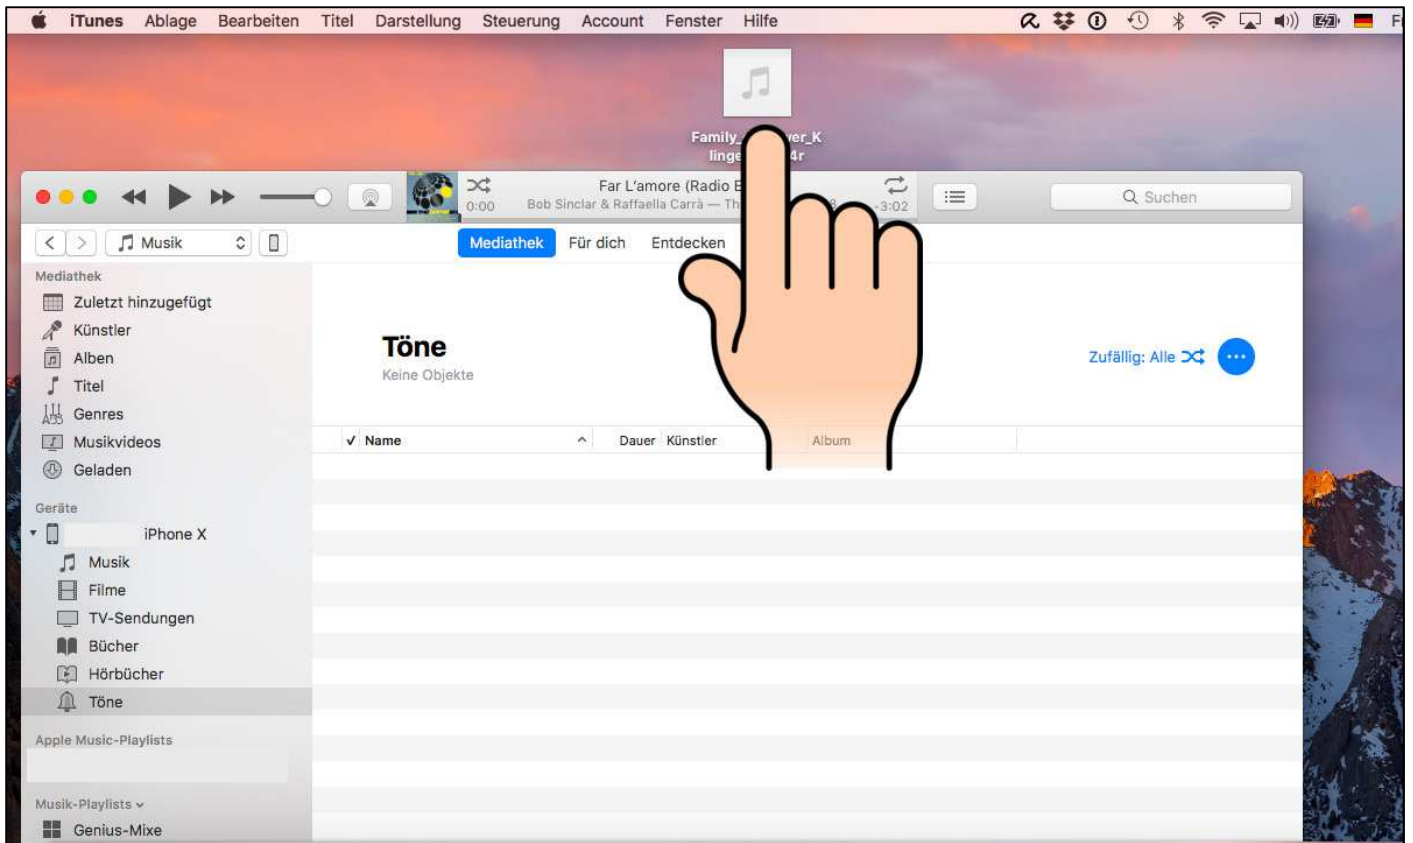 iTunes Ablage Bearbeiten Titel Darstellung Steuerung Account Fenster Hilfe
Family_
linge
Far L'amore (Radio
0:00 Bob Sinclar & Raffaella Carrà — -3:02
Suchen
Musik
Mediathek Für dich Entdecken
Mediathek
Zuletzt hinzugefügt
Künstler
Alben
Titel
Genres
Musikvideos
Geladen
Geräte
iPhone X
Musik
Filme
TV-Sendungen
Bücher
Hörbücher
Töne
Apple Music-Playlists
Musik-Playlists
Genius-Mixe
Töne
Keine Objekte
Zufällig: Alle
✓ Name Dauer Künstler Album